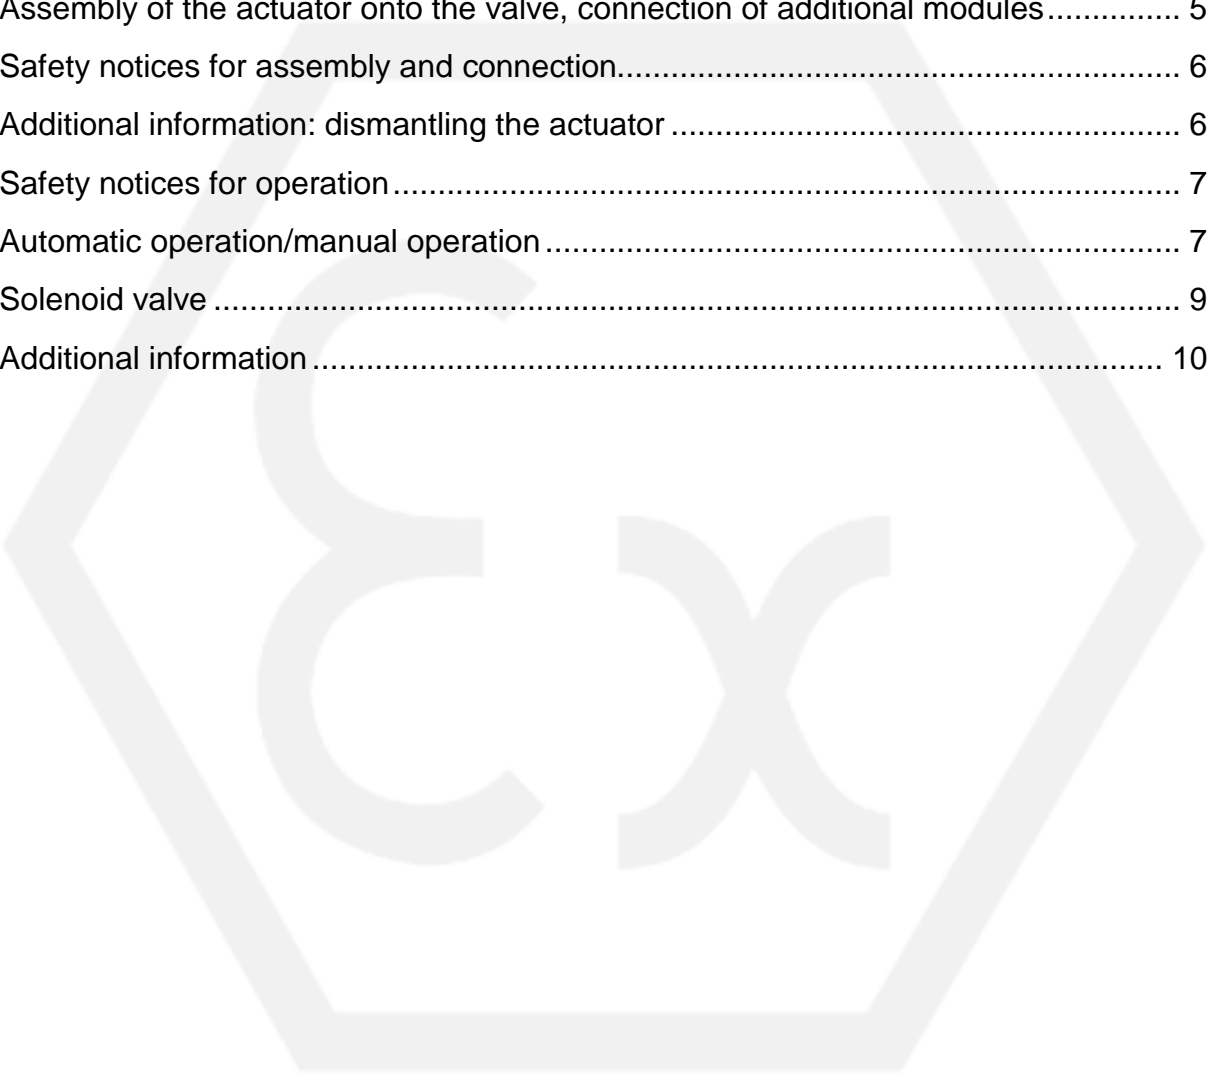 Assembly of the actuator onto the valve, connection of additional modules............... 5
Safety notices for assembly and connection............................................................... 6
Additional information: dismantling the actuator ......................................................... 6
Safety notices for operation........................................................................................ 7
Automatic operation/manual operation....................................................................... 7
Solenoid valve ............................................................................................................ 9
Additional information............................................................................................... 10
εx